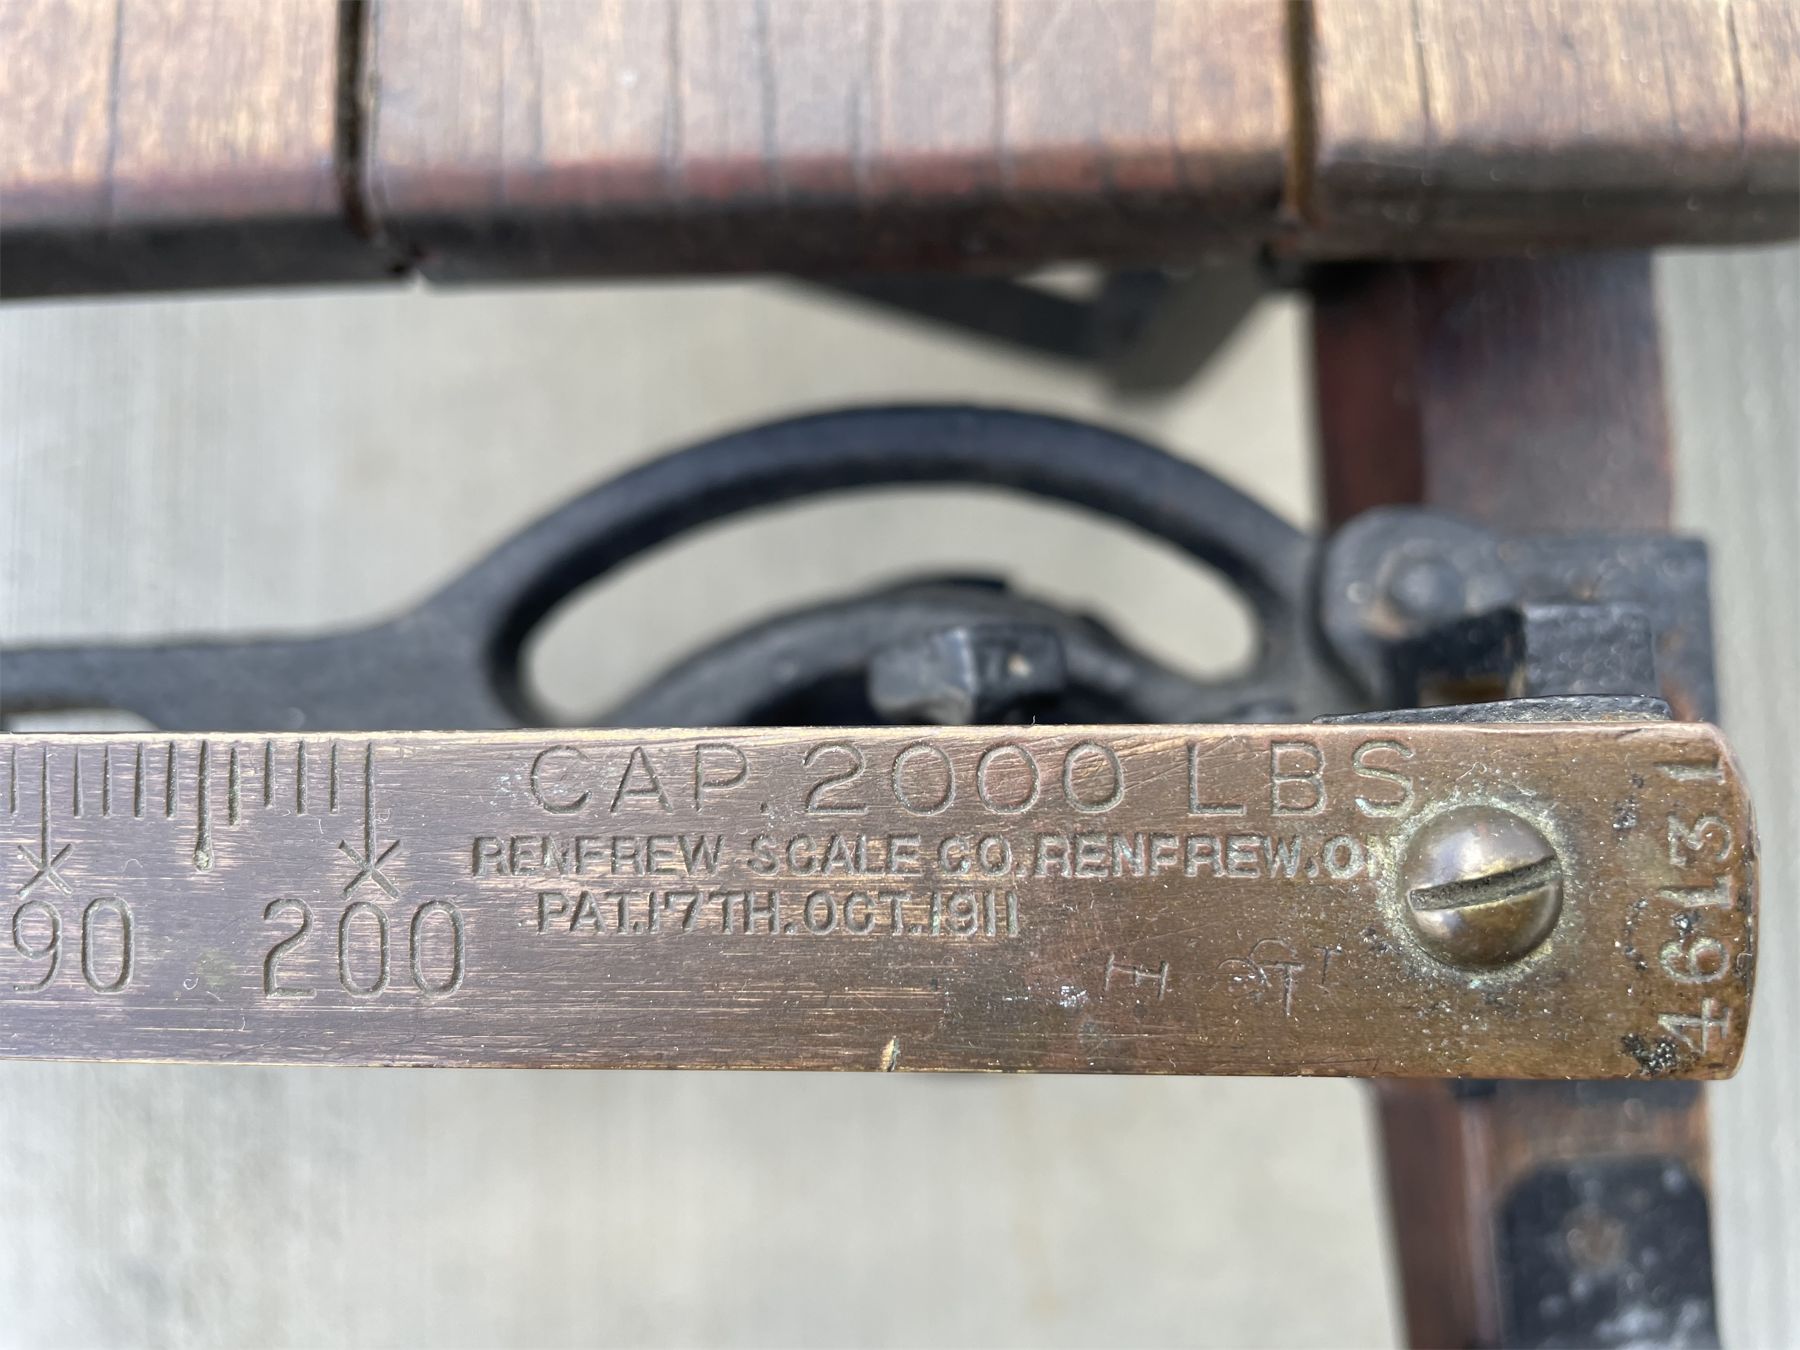 CAP. 2000 LBS
RENFREW SCALE CO. RENFREW. ON
PAT. 17TH. OCT. 1911
90 200
46131